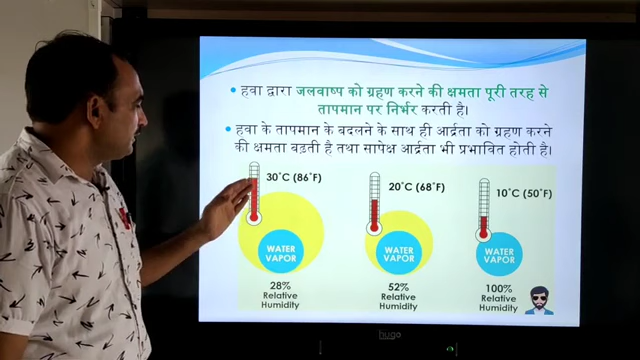 • हवा द्वारा जलवाष्प को ग्रहण करने की क्षमता पूरी तरह से
तापमान पर निर्भर करती है।
• हवा के तापमान के बदलने के साथ ही आर्द्रता को ग्रहण करने
की क्षमता बढ़ती है तथा सापेक्ष आर्द्रता भी प्रभावित होती है।
30°C (86°F)
20°C (68°F)
10°C (50°F)
WATER
VAPOR
WATER
VAPOR
WATER
VAPOR
28%
Relative
Humidity
52%
Relative
Humidity
100%
Relative
Humidity
hugo